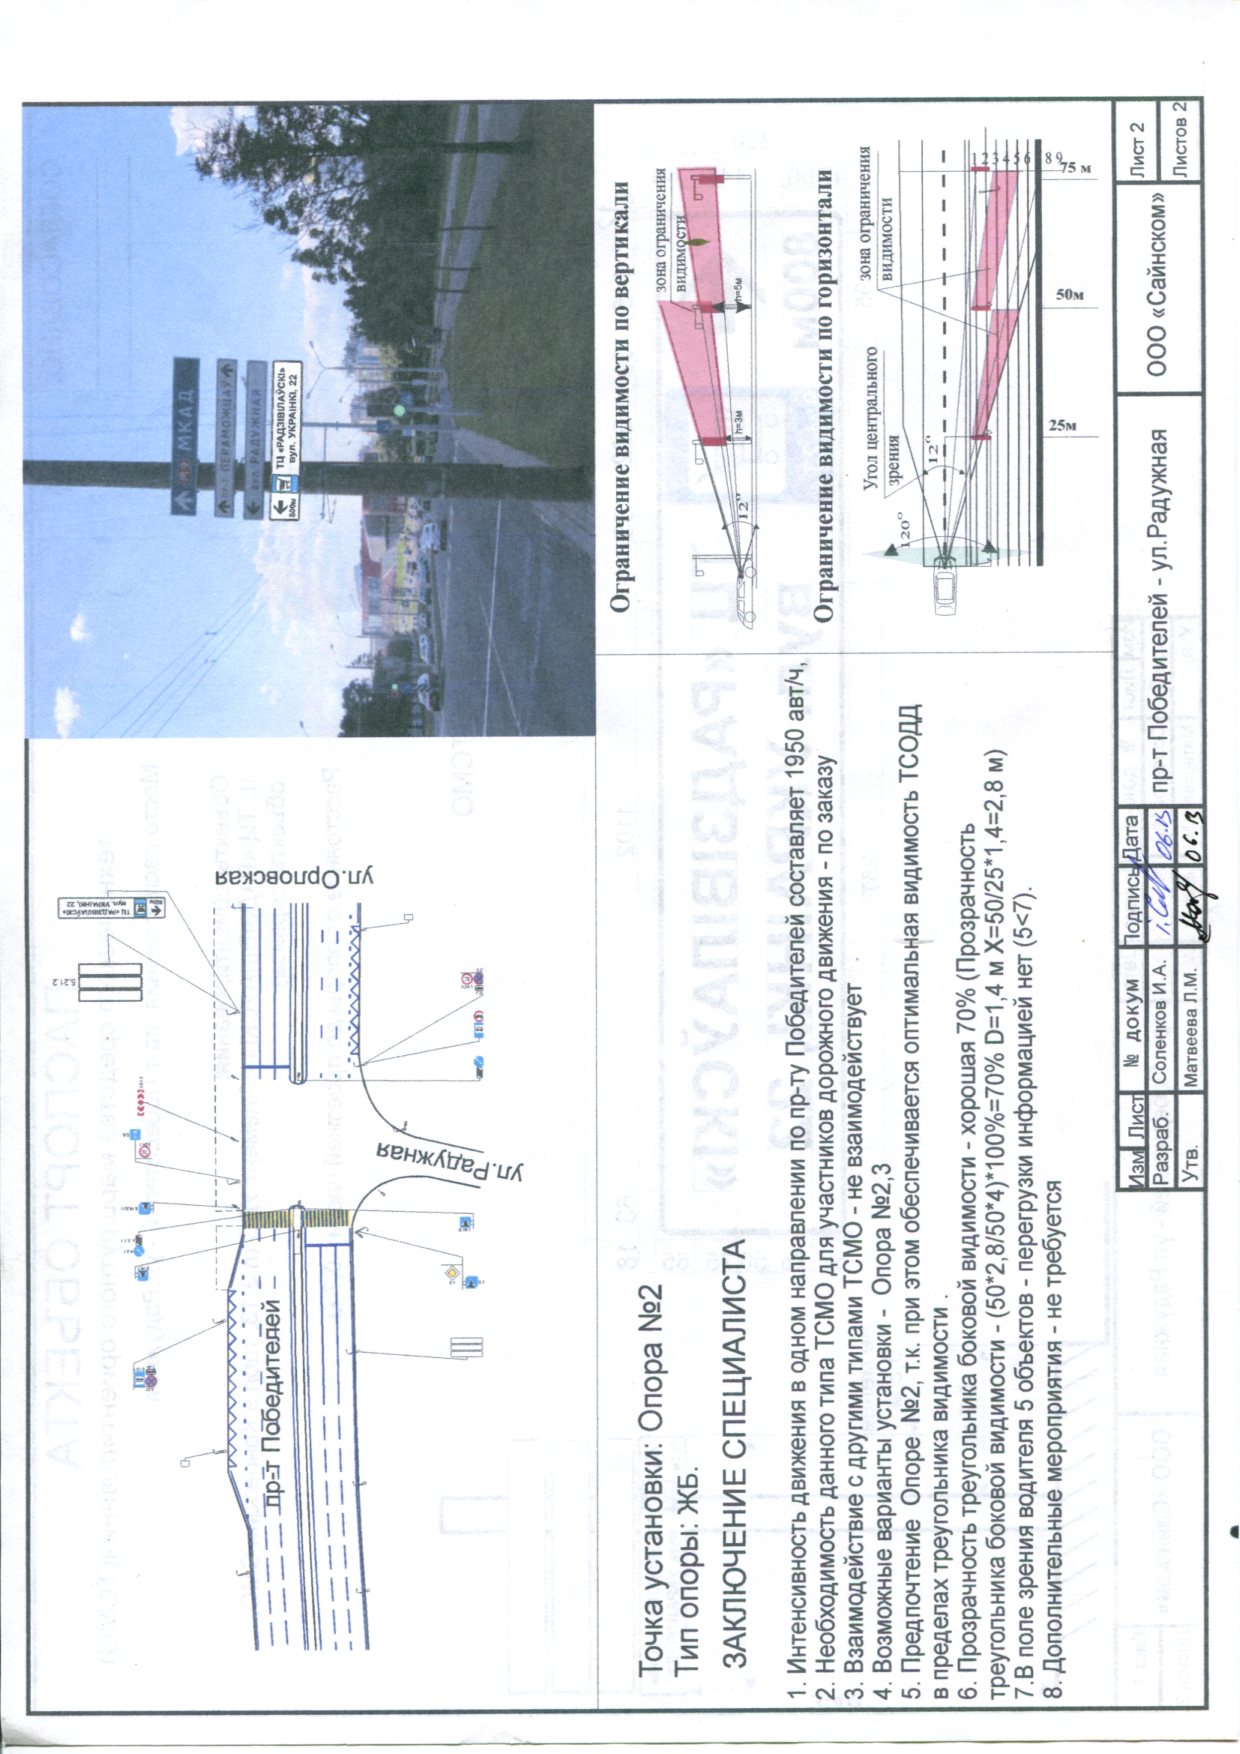 5.21.2
ТЦ «РАДЗІВІЛАЎСКІ»
вул. УКРАІНКІ, 22
800м
ул.Орловская
пр-т Победителей
ул.Радужная
М9 МКАД
п-т ПЕРАМОЖЦАЎ
вул. РАДУЖНАЯ
ТЦ «РАДЗІВІЛАЎСКІ»
вул. УКРАІНКІ, 22
800м
Точка установки: Опора №2
Тип опоры: ЖБ.
ЗАКЛЮЧЕНИЕ СПЕЦИАЛИСТА
1. Интенсивность движения в одном направлении по пр-ту Победителей составляет 1950 авт/ч,
2. Необходимость данного типа ТСМО для участников дорожного движения - по заказу
3. Взаимодействие с другими типами ТСМО - не взаимодействует
4. Возможные варианты установки - Опора №2,3
5. Предпочтение Опоре №2, т.к. при этом обеспечивается оптимальная видимость ТСОДД
в пределах треугольника видимости .
6. Прозрачность треугольника боковой видимости - хорошая 70% (Прозрачность
треугольника боковой видимости - (50*2,8/50*4)*100%=70% D=1,4 м X=50/25*1,4=2,8 м)
7.В поле зрения водителя 5 объектов - перегрузки информацией нет (5<7).
8. Дополнительные мероприятия - не требуется
Ограничение видимости по вертикали
зона ограничения
видимости
12°
h=3м
h=5м
Ограничение видимости по горизонтали
Угол центрального
зрения
зона ограничения
видимости
120°
12°
1 2 3 4 5 6 8 9
25м
50м
75 м
Изм Лист № докум Подпись Дата
Разраб. Соленков И.А. 06.13
Утв. Матвеева Л.М. 06.13
пр-т Победителей - ул.Радужная
ООО «Сайнском»
Лист 2
Листов 2